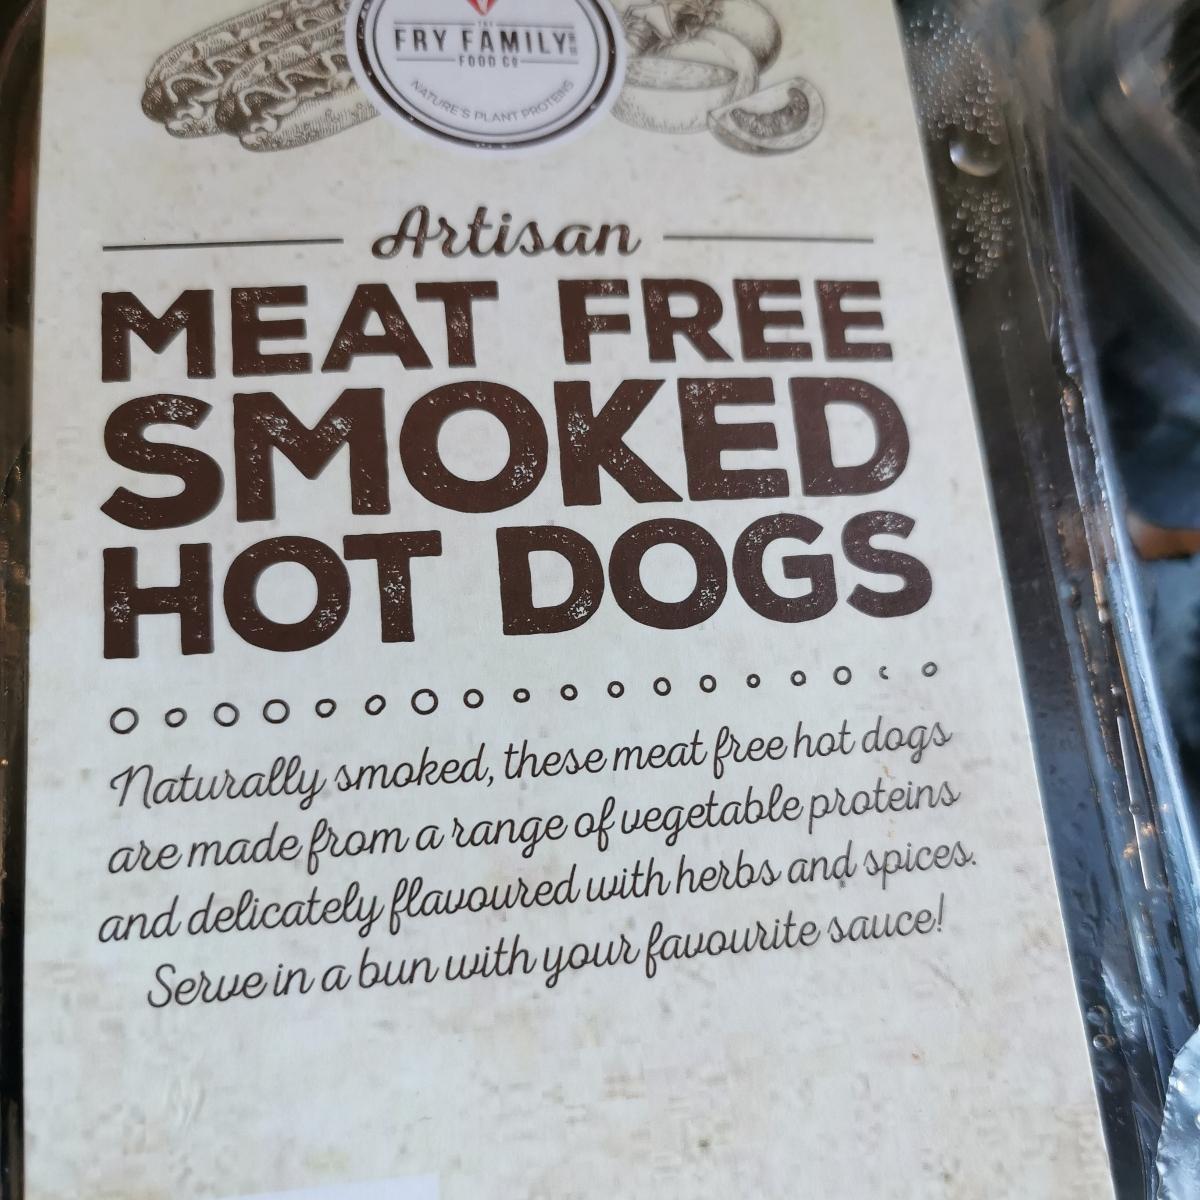 THE
FRY FAMILY
FOOD CO
NATURE'S PLANT PROTEINS
Artisan
MEAT FREE
SMOKED
HOT DOGS
Naturally smoked, these meat free hot dogs
are made from a range of vegetable proteins
and delicately flavoured with herbs and spices.
Serve in a bun with your favourite sauce!